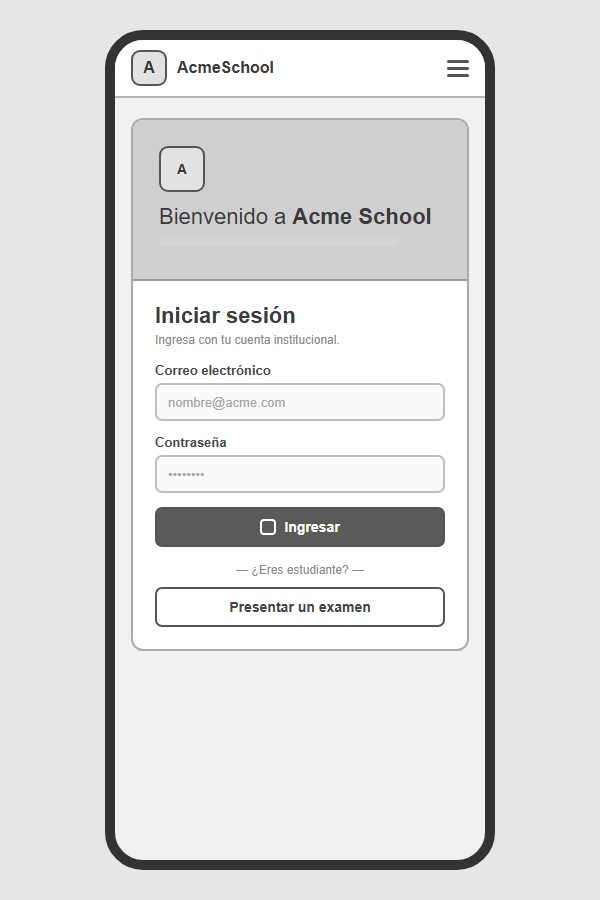 A AcmeSchool
A
Bienvenido a Acme School
Iniciar sesión
Ingresa con tu cuenta institucional.
Correo electrónico
nombre@acme.com
Contraseña
••••••••
Ingresar
— ¿Eres estudiante? —
Presentar un examen